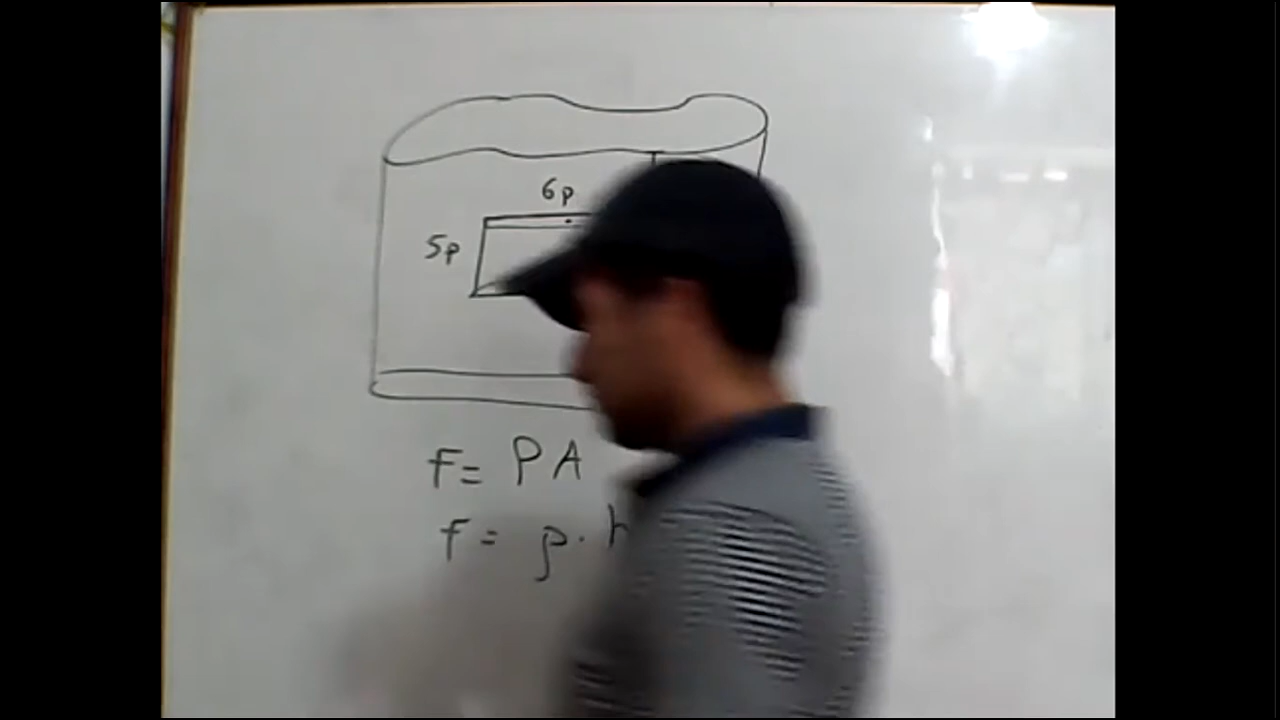 6p
5p
F= PA
F= ρ. h